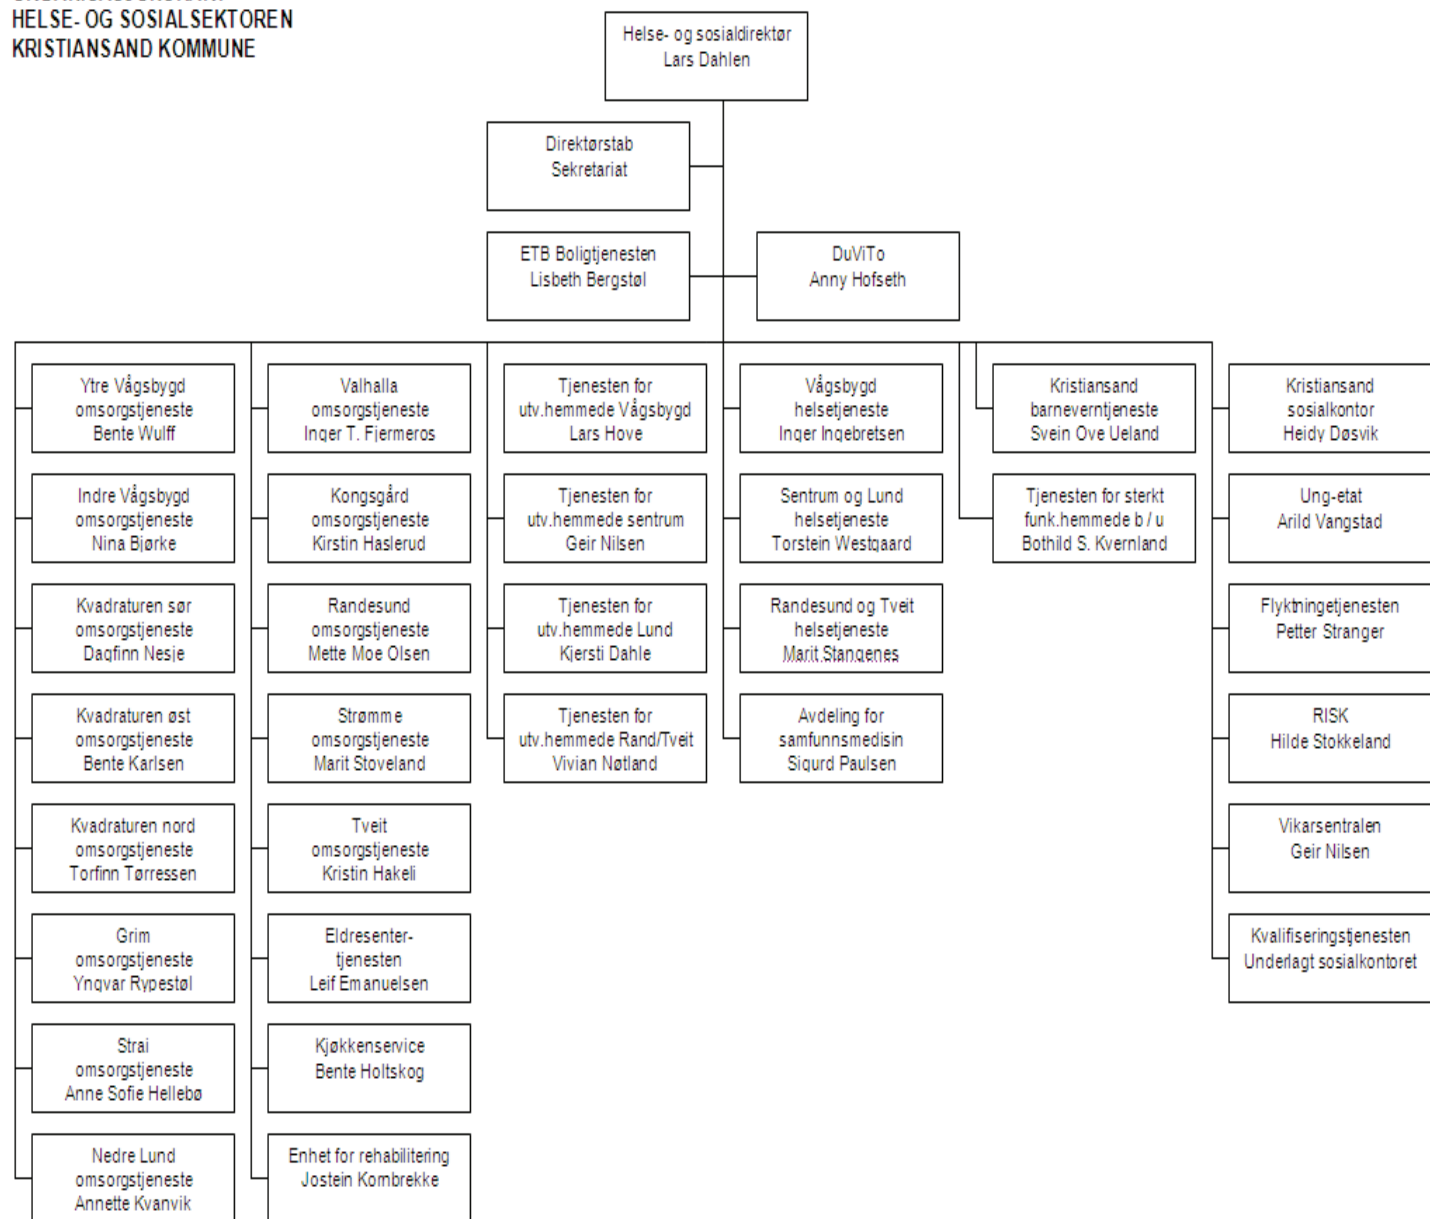 HELSE- OG SOSIALSEKTOREN
KRISTIANSAND KOMMUNE
Helse- og sosialdirektør
Lars Dahlen
Direktørstab
Sekretariat
ETB Boligtjenesten
Lisbeth Bergstøl
DuViTo
Anny Hofseth
Ytre Vågsbygd
omsorgstjeneste
Bente Wulff
Indre Vågsbygd
omsorgstjeneste
Nina Bjørke
Kvadraturen sør
omsorgstjeneste
Dagfinn Nesje
Kvadraturen øst
omsorgstjeneste
Bente Karlsen
Kvadraturen nord
omsorgstjeneste
Torfinn Tørressen
Grim
omsorgstjeneste
Yngvar Rypestøl
Strai
omsorgstjeneste
Anne Sofie Hellebø
Nedre Lund
omsorgstjeneste
Annette Kvanvik
Valhalla
omsorgstjeneste
Inger T. Fjermeros
Kongsgård
omsorgstjeneste
Kirstin Haslerud
Randesund
omsorgstjeneste
Mette Moe Olsen
Strømme
omsorgstjeneste
Marit Stoveland
Tveit
omsorgstjeneste
Kristin Hakeli
Eldresenter-
tjenesten
Leif Emanuelsen
Kjøkkenservice
Bente Holtskog
Enhet for rehabilitering
Jostein Kombrekke
Tjenesten for
utv.hemmede Vågsbygd
Lars Hove
Tjenesten for
utv.hemmede sentrum
Geir Nilsen
Tjenesten for
utv.hemmede Lund
Kjersti Dahle
Tjenesten for
utv.hemmede Rand/Tveit
Vivian Nøtland
Vågsbygd
helsetjeneste
Inger Ingebretsen
Sentrum og Lund
helsetjeneste
Torstein Westgaard
Randesund og Tveit
helsetjeneste
Marit Stangenes
Avdeling for
samfunnsmedisin
Sigurd Paulsen
Kristiansand
barneverntjeneste
Svein Ove Ueland
Tjenesten for sterkt
funk.hemmede b / u
Bothild S. Kvernland
Kristiansand
sosialkontor
Heidy Døsvik
Ung-etat
Arild Vangstad
Flyktningetjenesten
Petter Stranger
RISK
Hilde Stokkeland
Vikarsentralen
Geir Nilsen
Kvalifiseringstjenesten
Underlagt sosialkontoret